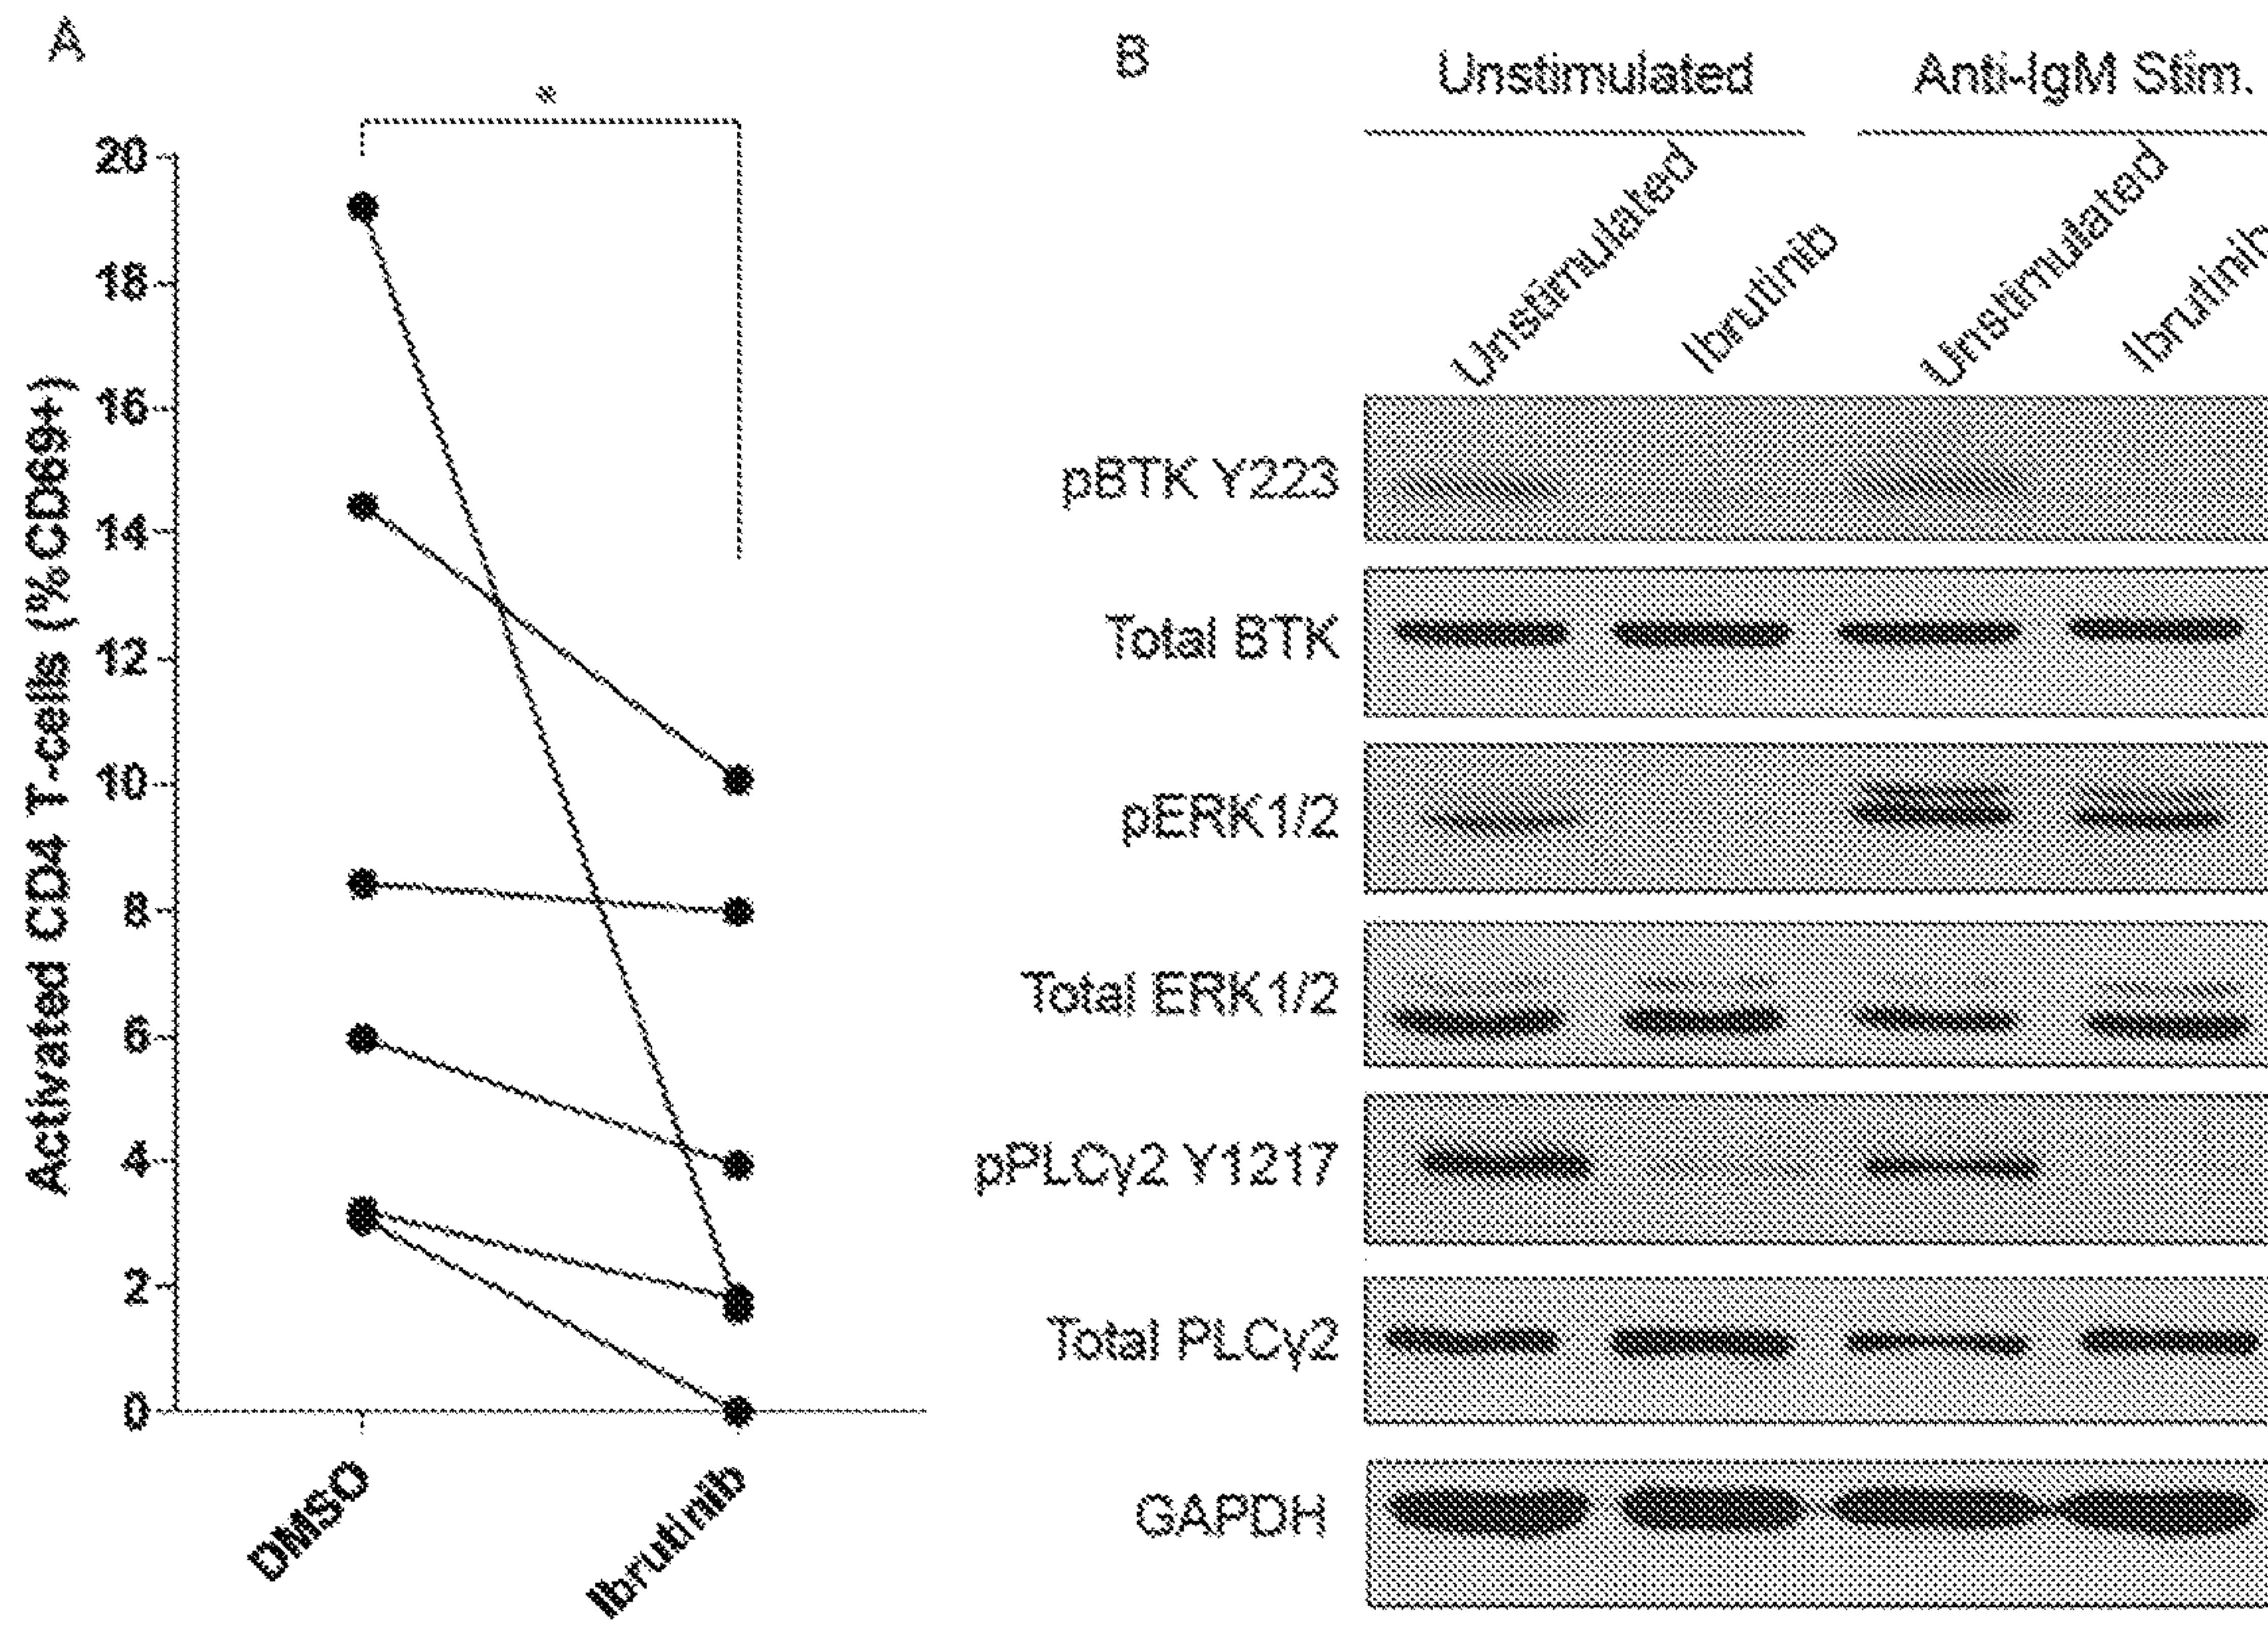 A
*
20
18
16
14
12
10
8
6
4
2
0
Activated CD4 T-cells (%CD69+)
DMSO
Ibrutinib
B
Unstimulated
Anti-IgM Stim.
Unstimulated
Ibrutinib
Unstimulated
Ibrutinib
pBTK Y223
Total BTK
pERK1/2
Total ERK1/2
pPLCγ2 Y1217
Total PLCγ2
GAPDH